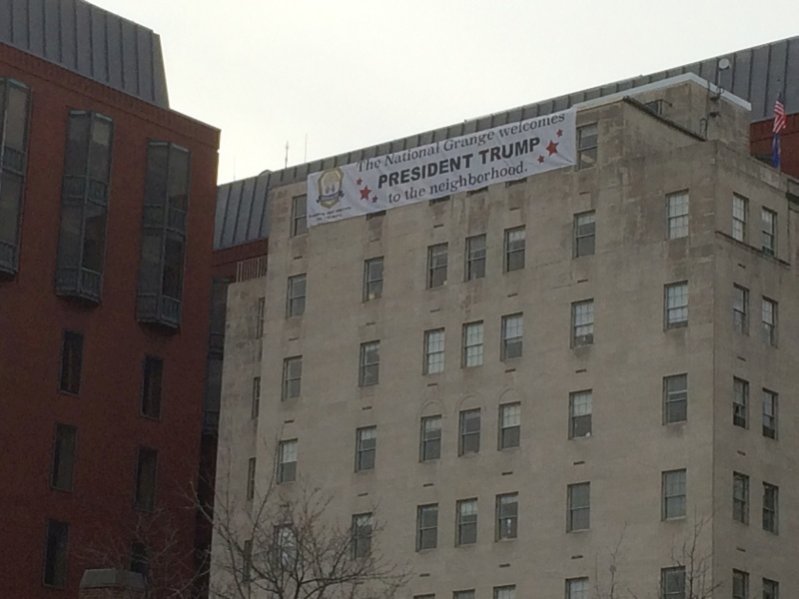 The National Grange welcomes
PRESIDENT TRUMP
to the neighborhood.